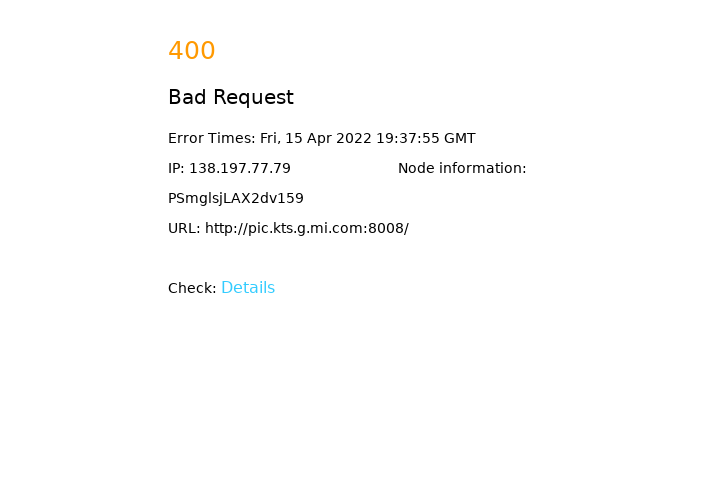 400
Bad Request
Error Times: Fri, 15 Apr 2022 19:37:55 GMT
IP: 138.197.77.79 Node information:
PSmglsjLAX2dv159
URL: http://pic.kts.g.mi.com:8008/
Check: Details